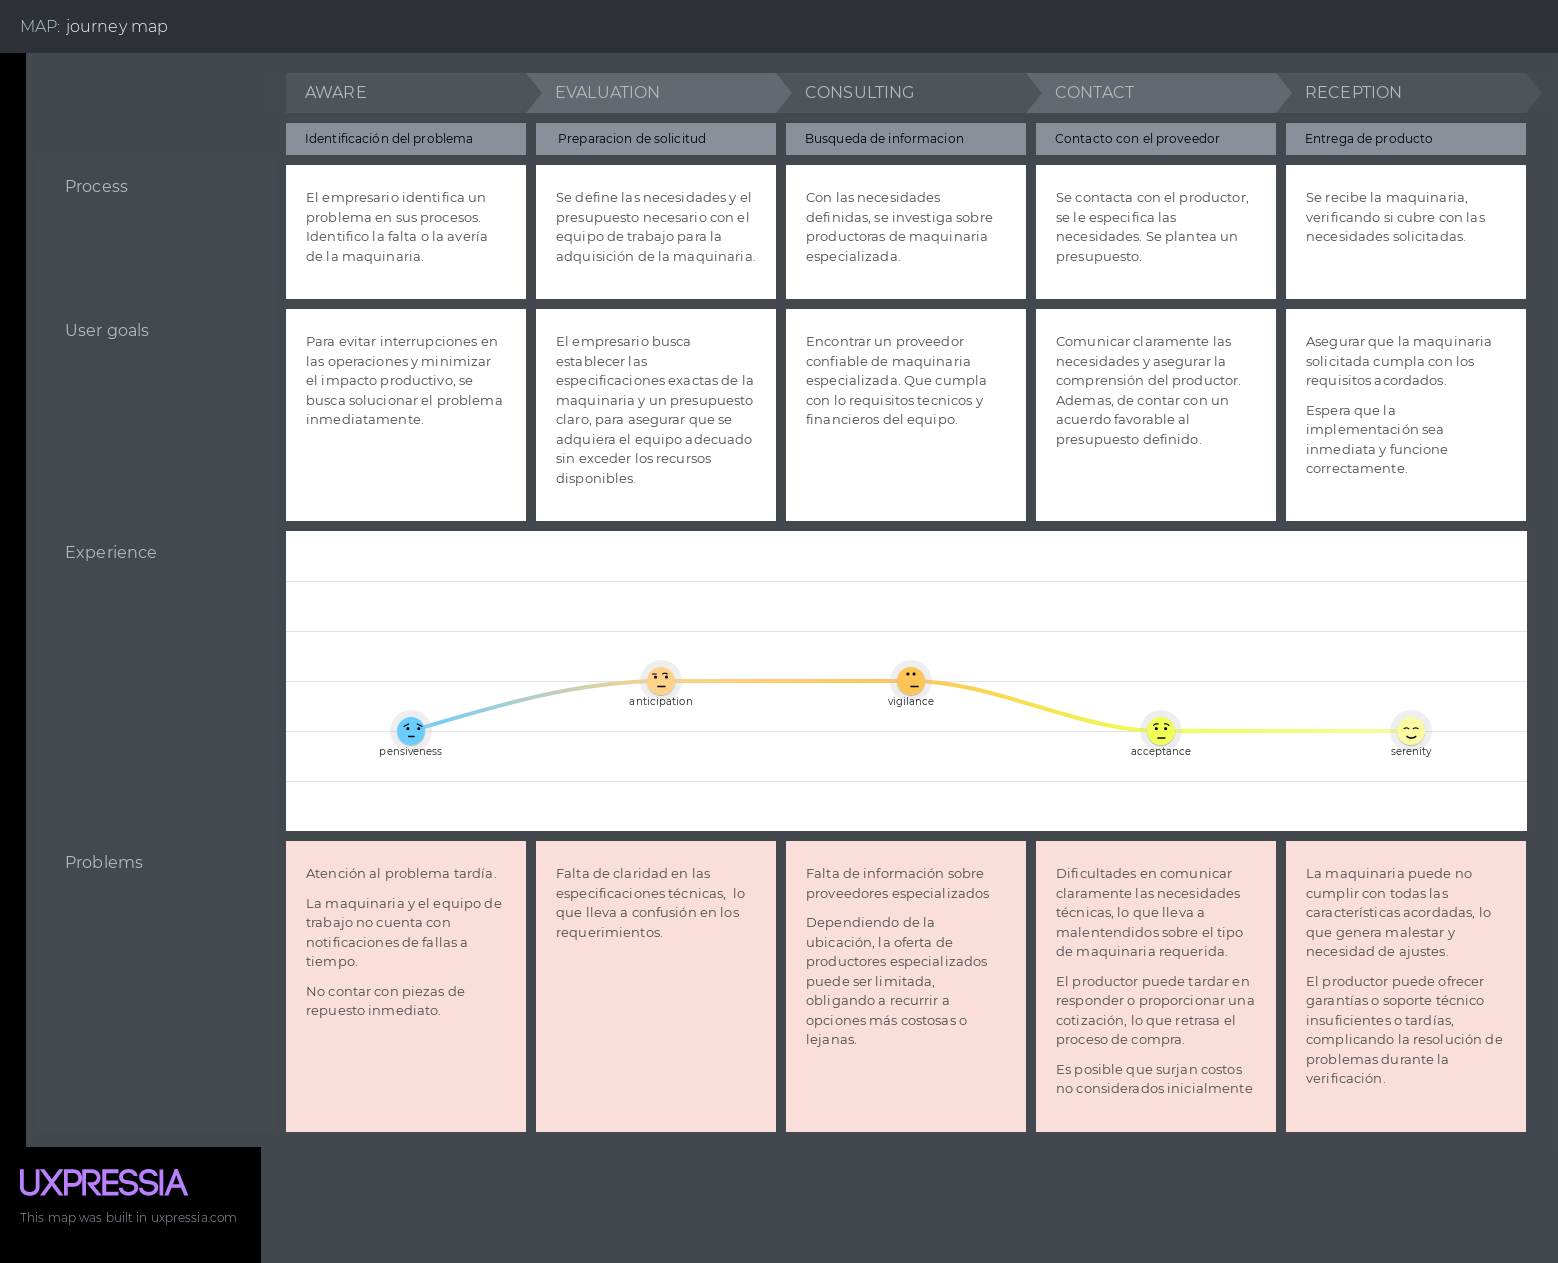 MAP: journey map
AWARE
EVALUATION
CONSULTING
CONTACT
RECEPTION
Identificación del problema
Preparacion de solicitud
Busqueda de informacion
Contacto con el proveedor
Entrega de producto
Process
El empresario identifica un
problema en sus procesos.
Identifico la falta o la avería
de la maquinaria.
Se define las necesidades y el
presupuesto necesario con el
equipo de trabajo para la
adquisición de la maquinaria.
Con las necesidades
definidas, se investiga sobre
productoras de maquinaria
especializada.
Se contacta con el productor,
se le especifica las
necesidades. Se plantea un
presupuesto.
Se recibe la maquinaria,
verificando si cubre con las
necesidades solicitadas.
User goals
Para evitar interrupciones en
las operaciones y minimizar
el impacto productivo, se
busca solucionar el problema
inmediatamente.
El empresario busca
establecer las
especificaciones exactas de la
maquinaria y un presupuesto
claro, para asegurar que se
adquiera el equipo adecuado
sin exceder los recursos
disponibles.
Encontrar un proveedor
confiable de maquinaria
especializada. Que cumpla
con lo requisitos tecnicos y
financieros del equipo.
Comunicar claramente las
necesidades y asegurar la
comprensión del productor.
Ademas, de contar con un
acuerdo favorable al
presupuesto definido.
Asegurar que la maquinaria
solicitada cumpla con los
requisitos acordados.
Espera que la
implementación sea
inmediata y funcione
correctamente.
Experience
pensiveness
anticipation
vigilance
acceptance
serenity
Problems
Atención al problema tardía.
La maquinaria y el equipo de
trabajo no cuenta con
notificaciones de fallas a
tiempo.
No contar con piezas de
repuesto inmediato.
Falta de claridad en las
especificaciones técnicas, lo
que lleva a confusión en los
requerimientos.
Falta de información sobre
proveedores especializados
Dependiendo de la
ubicación, la oferta de
productores especializados
puede ser limitada,
obligando a recurrir a
opciones más costosas o
lejanas.
Dificultades en comunicar
claramente las necesidades
técnicas, lo que lleva a
malentendidos sobre el tipo
de maquinaria requerida.
El productor puede tardar en
responder o proporcionar una
cotización, lo que retrasa el
proceso de compra.
Es posible que surjan costos
no considerados inicialmente
La maquinaria puede no
cumplir con todas las
características acordadas, lo
que genera malestar y
necesidad de ajustes.
El productor puede ofrecer
garantías o soporte técnico
insuficientes o tardías,
complicando la resolución de
problemas durante la
verificación.
UXPRESSIA
This map was built in uxpressia.com